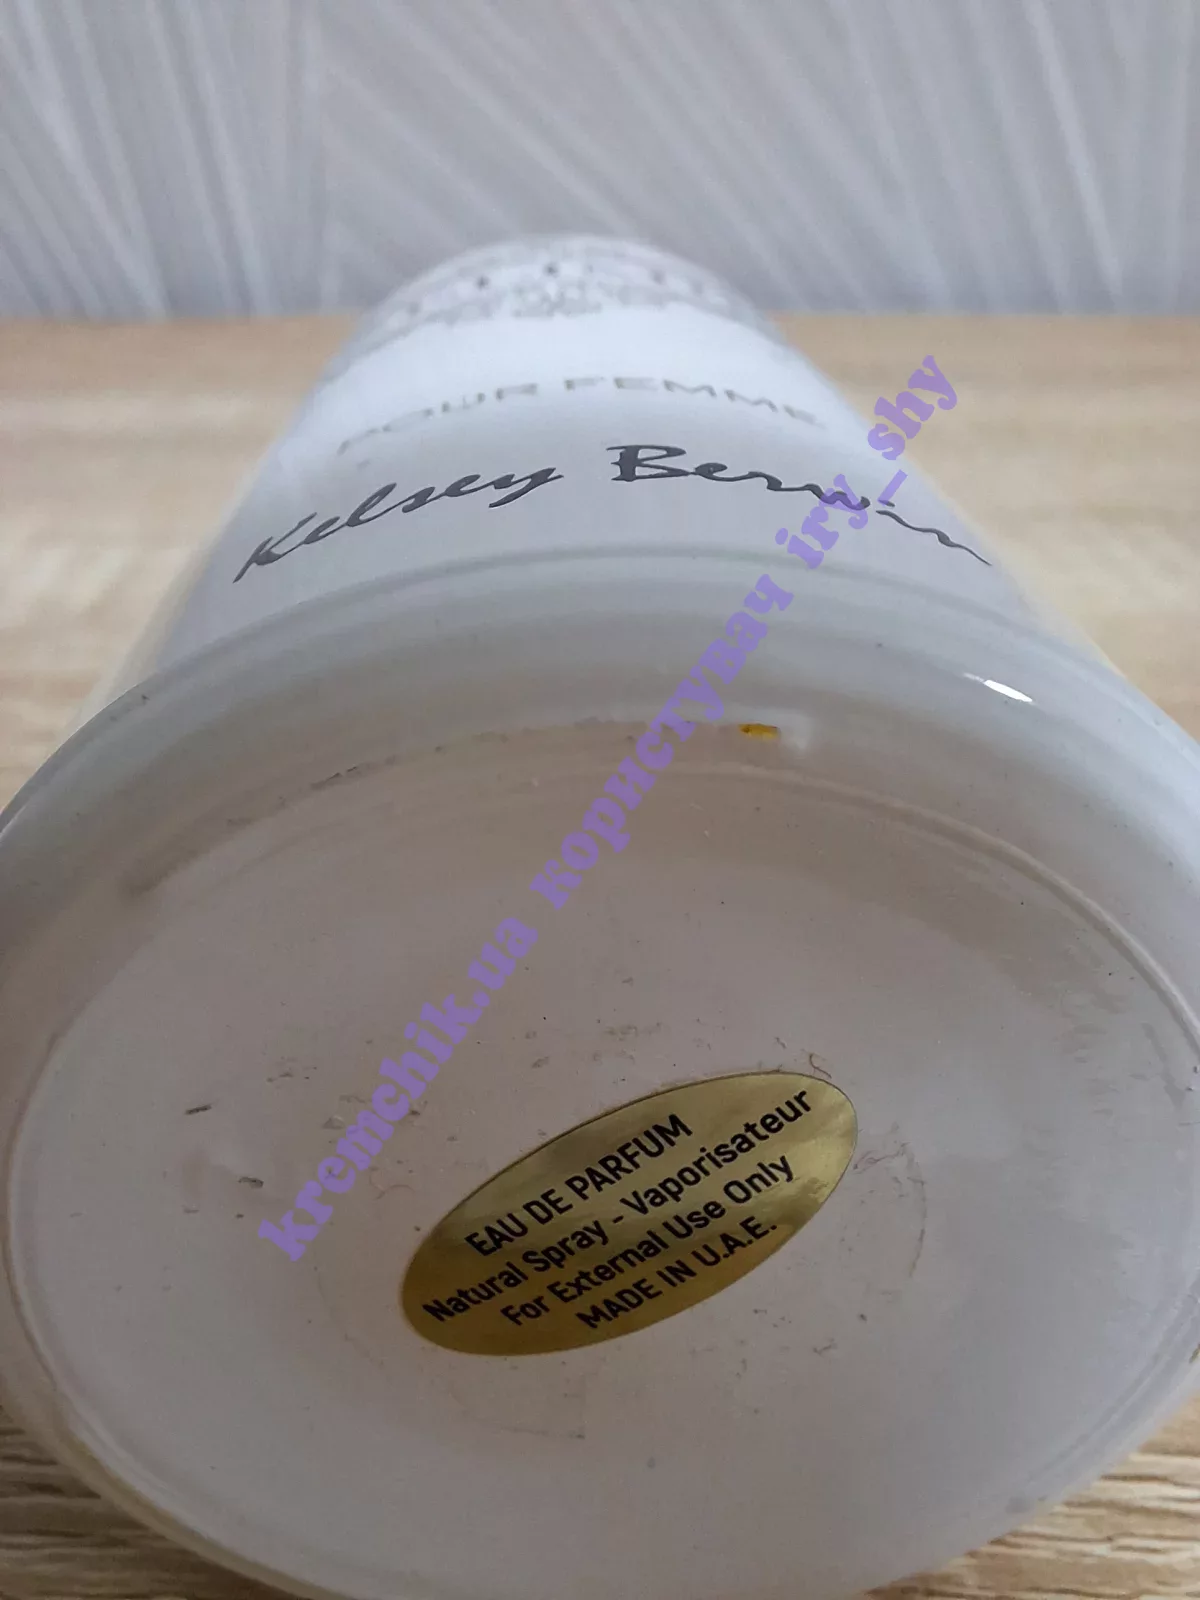 POUR FEMME
Kelsey Berwin
kremchik.ua користувач iry_shy
EAU DE PARFUM
Natural Spray - Vaporisateur
For External Use Only
MADE IN U.A.E.